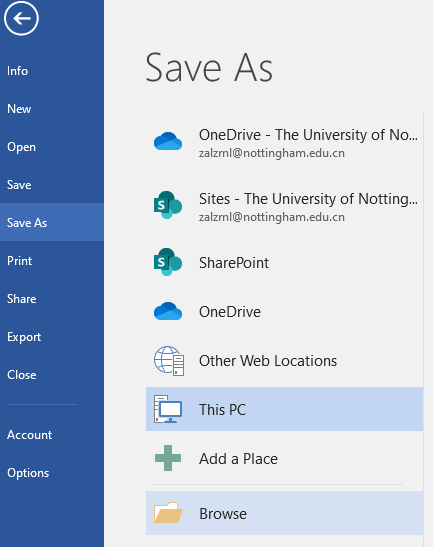 Info
New
Open
Save
Save As
Print
Share
Export
Close
Account
Options
Save As
OneDrive - The University of No...
zalzml@nottingham.edu.cn
Sites - The University of Notting...
zalzml@nottingham.edu.cn
SharePoint
OneDrive
Other Web Locations
This PC
Add a Place
Browse